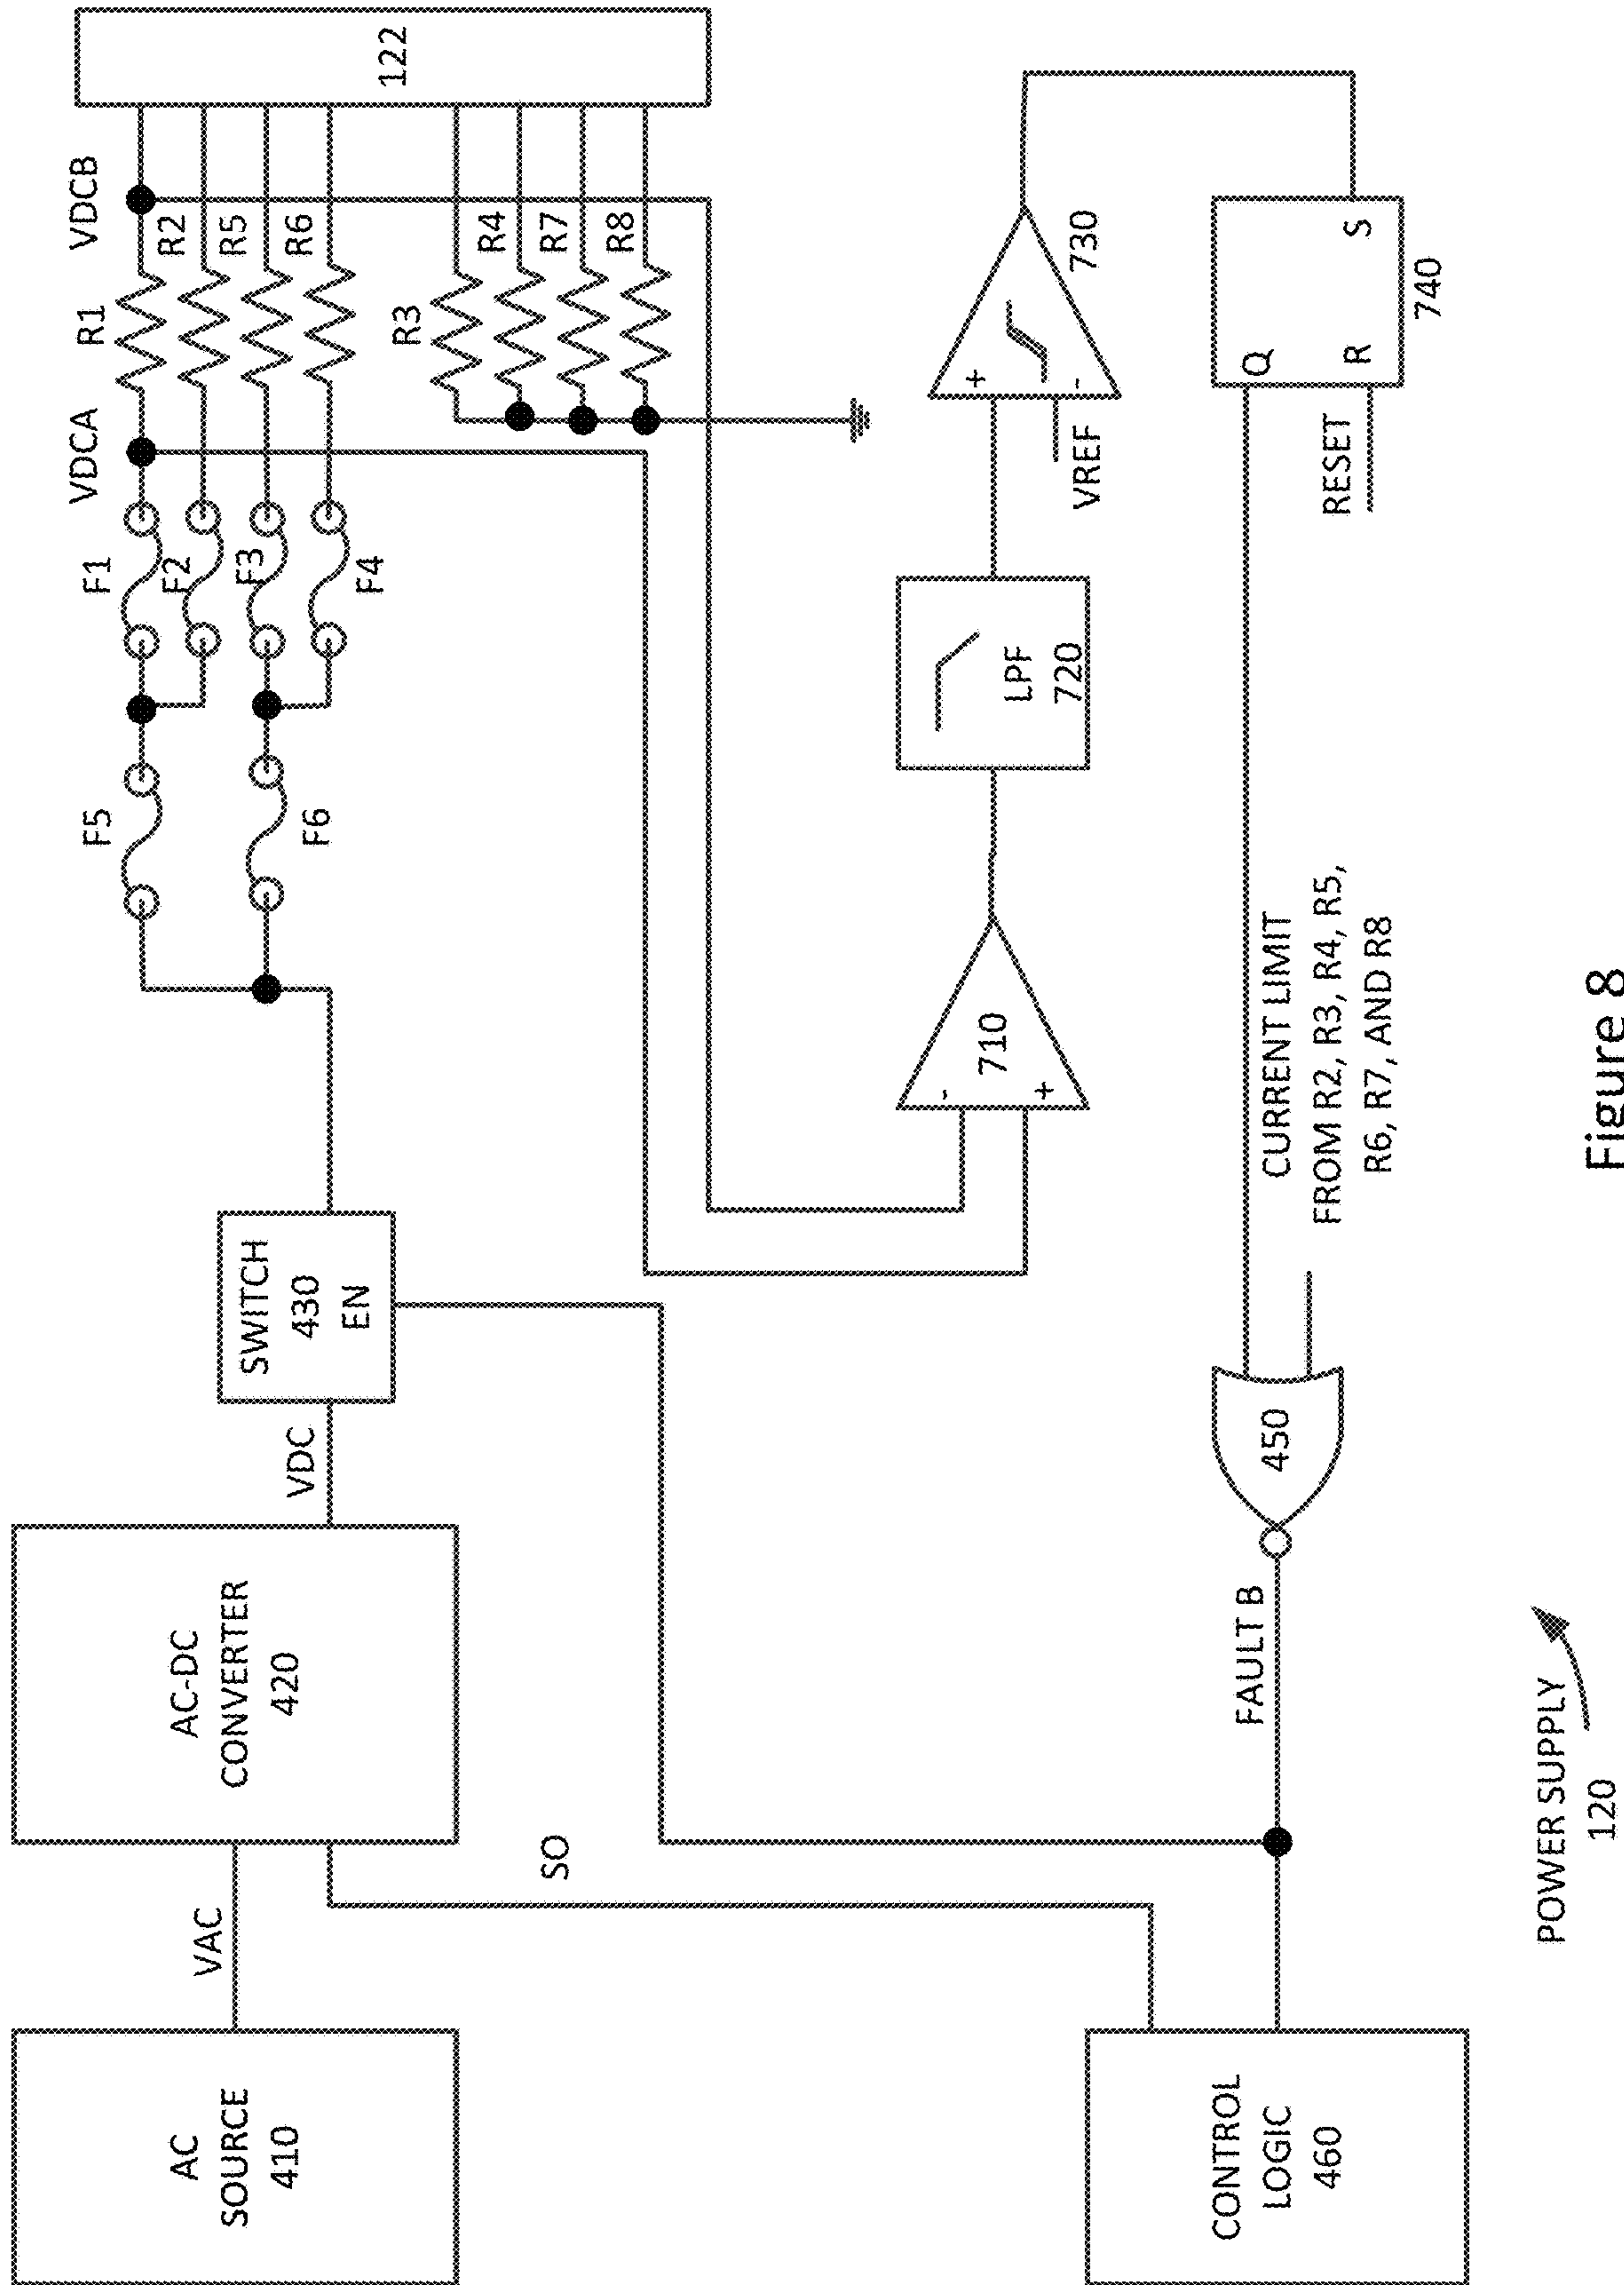 AC
SOURCE
410
VAC
AC-DC
CONVERTER
420
VDC
SWITCH
430
EN
F5
F6
F1
F2
F3
F4
VDCA
R1
VDCB
R2
R5
R6
R3
R4
R7
R8
122
SO
710
-
+
LPF
720
730
+
-
VREF
CONTROL
LOGIC
460
FAULT B
450
CURRENT LIMIT
FROM R2, R3, R4, R5,
R6, R7, AND R8
RESET
Q
R
S
740
POWER SUPPLY
120
Figure 8